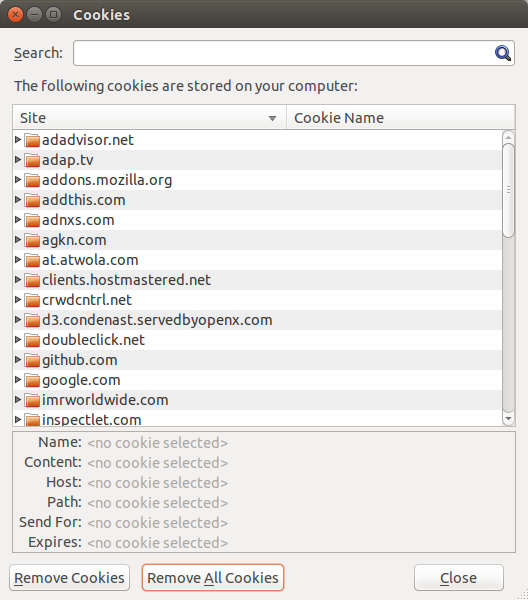 Cookies
Search:
The following cookies are stored on your computer:
Site Cookie Name
adadvisor.net
adap.tv
addons.mozilla.org
addthis.com
adnxs.com
agkn.com
at.atwola.com
clients.hostmastered.net
crwdcntrl.net
d3.condenast.servedbyopenx.com
doubleclick.net
github.com
google.com
imrworldwide.com
inspectlet.com
Name: <no cookie selected>
Content: <no cookie selected>
Host: <no cookie selected>
Path: <no cookie selected>
Send For: <no cookie selected>
Expires: <no cookie selected>
Remove Cookies Remove All Cookies Close